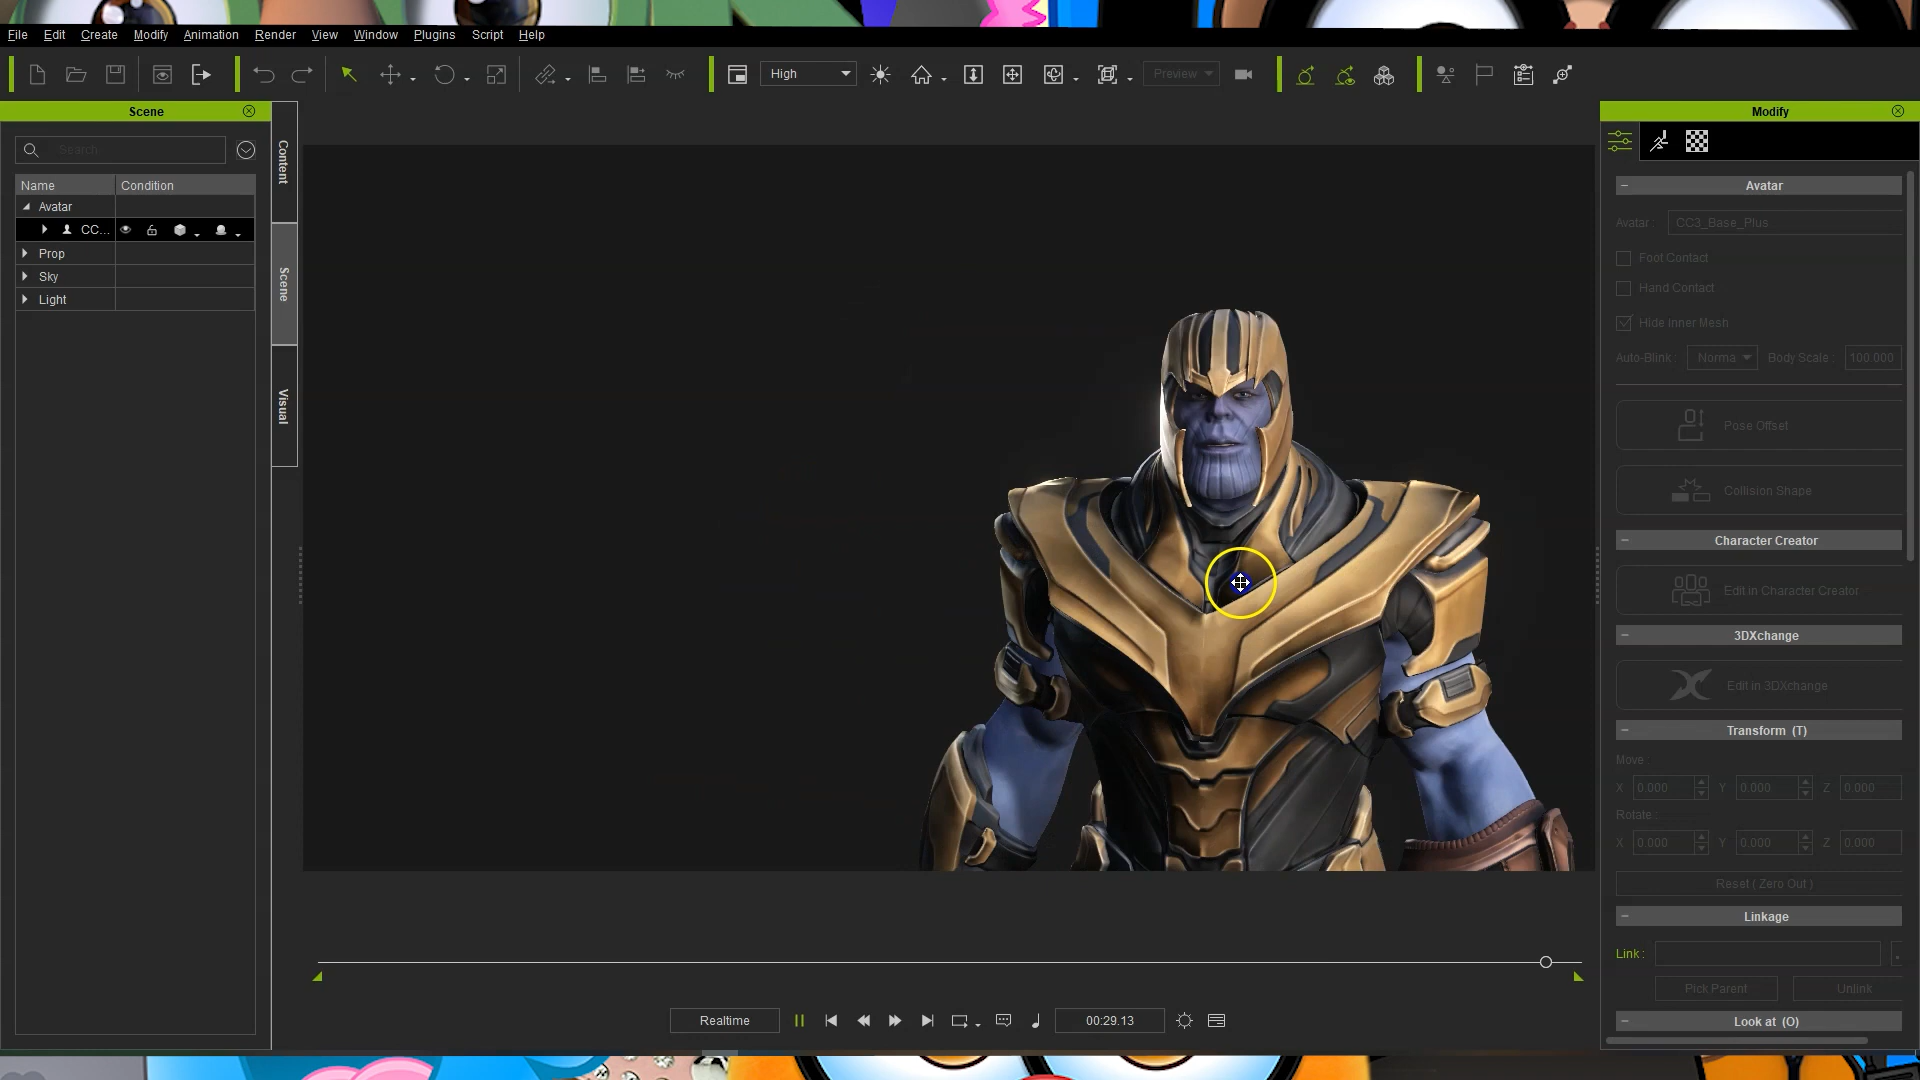 File Edit Create Modify Animation Render View Window Plugins Script Help
High
Preview
Scene
Search
Name Condition
Avatar
CC...
Prop
Sky
Light
Content
Scene
Visual
Modify
Avatar
Avatar : CC3_Base_Plus
Foot Contact
Hand Contact
Hide Inner Mesh
Auto-Blink : Norma Body Scale : 100.000
Pose Offset
Collision Shape
Character Creator
Edit in Character Creator
3DXchange
Edit in 3DXchange
Transform (T)
Move :
X 0.000 Y 0.000 Z 0.000
Rotate :
X 0.000 Y 0.000 Z 0.000
Reset ( Zero Out )
Linkage
Link :
Pick Parent Unlink
Look at (O)
Realtime 00:29.13